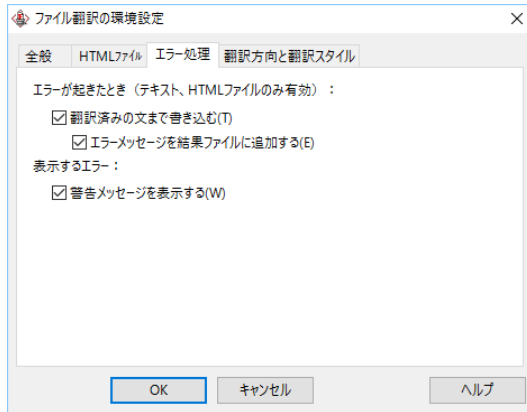 ファイル翻訳の環境設定
全般 HTMLファイル エラー処理 翻訳方向と翻訳スタイル
エラーが起きたとき（テキスト、HTMLファイルのみ有効）：
翻訳済みの文まで書き込む(T)
エラーメッセージを結果ファイルに追加する(E)
表示するエラー：
警告メッセージを表示する(W)
OK キャンセル ヘルプ